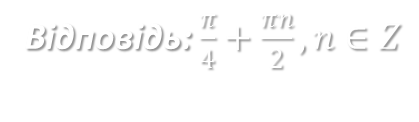 Відповідь: π/4 + πn/2, n ∈ Z